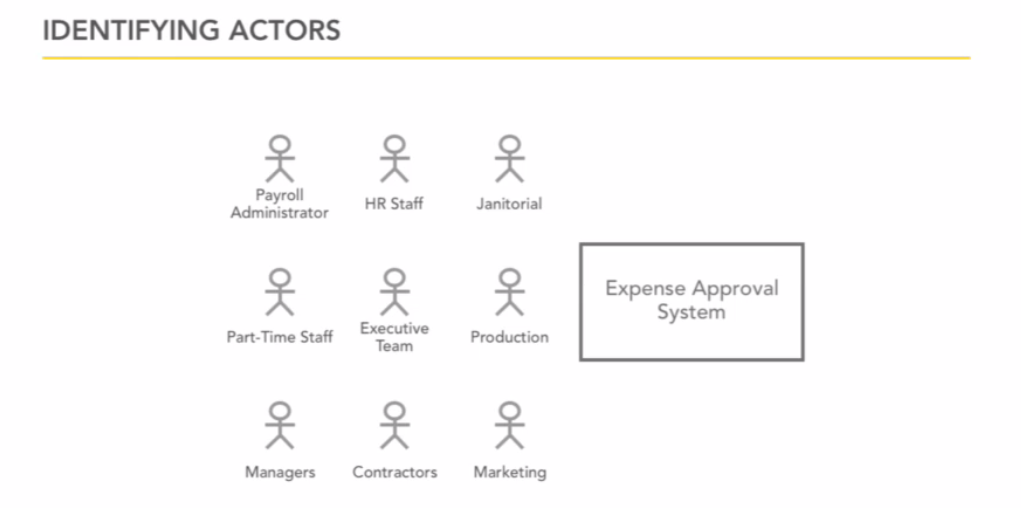 IDENTIFYING ACTORS
Payroll
Administrator
HR Staff
Janitorial
Part-Time Staff
Executive
Team
Production
Expense Approval
System
Managers
Contractors
Marketing